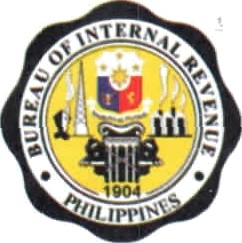 BUREAU OF INTERNAL REVENUE
1904
PHILIPPINES